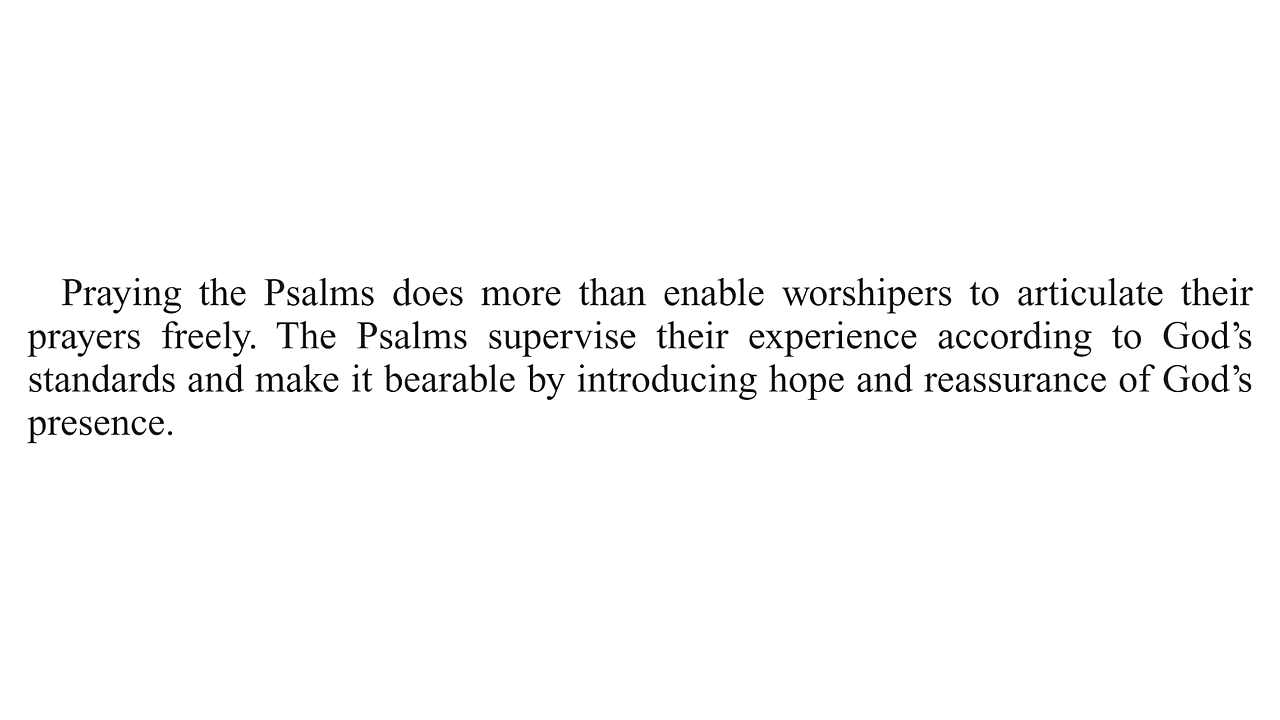 Praying the Psalms does more than enable worshipers to articulate their
prayers freely. The Psalms supervise their experience according to God’s
standards and make it bearable by introducing hope and reassurance of God’s
presence.